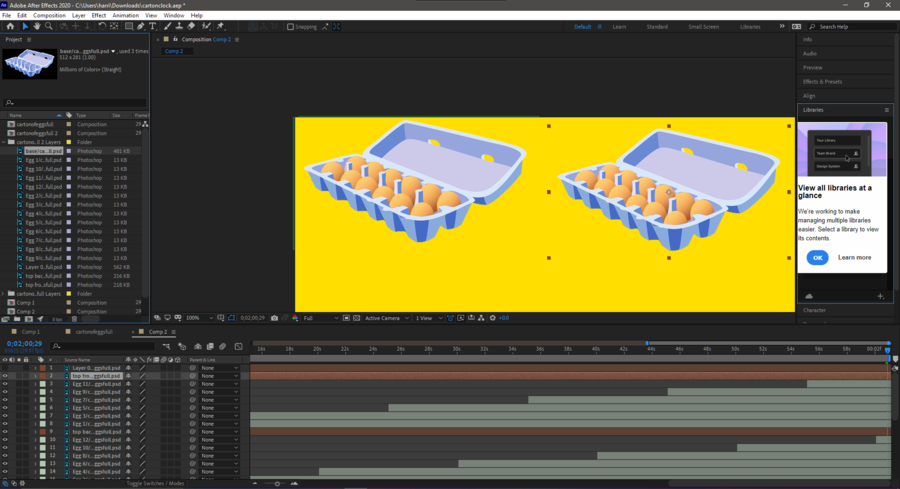 Adobe After Effects 2020 - C:\Users\harri\Downloads\cartonclock.aep *
File Edit Composition Layer Effect Animation View Window Help
Snapping Default Learn Standard Small Screen Libraries Search Help
Project
base/ca...ggsfull.psd ▼, used 3 times
512 x 281 (1.00)
Millions of Colors+ (Straight)
Name Type Size Frame
cartonofeggsfull Composition 29
cartonofeggsfull 2 Composition 29
carton...ll 2 Layers Folder
base/ca...ll.psd Photoshop 481 KB
Egg 1/c...full.psd Photoshop 13 KB
Egg 10/...full.psd Photoshop 13 KB
Egg 11/...full.psd Photoshop 13 KB
Egg 12/...full.psd Photoshop 13 KB
Egg 2/c...full.psd Photoshop 13 KB
Egg 3/c...full.psd Photoshop 13 KB
Egg 4/c...full.psd Photoshop 13 KB
Egg 5/c...full.psd Photoshop 13 KB
Egg 6/c...full.psd Photoshop 13 KB
Egg 7/c...full.psd Photoshop 13 KB
Egg 8/c...full.psd Photoshop 13 KB
Egg 9/c...full.psd Photoshop 13 KB
Layer 0...full.psd Photoshop 562 KB
top bac...full.psd Photoshop 316 KB
top fro...full.psd Photoshop 218 KB
carton...full Layers Folder
Comp 1 Composition 29
Comp 2 Composition 29
8 bpc
Composition Comp 2
Comp 2
100% 0;02;00;29 Full Active Camera 1 View +0.0
Info
Audio
Preview
Effects & Presets
Align
Libraries
Your Library
Team Brand
Design System
View all libraries at a
glance
We're working to make
managing multiple libraries
easier. Select a library to view
its contents.
OK Learn more
Character
Comp 1 cartonofeggsfull Comp 2
0;02;00;29
16s 18s 20s 22s 24s 26s 28s 30s 32s 34s 36s 38s 40s 42s 44s 46s 48s 50s 52s 54s 56s 58s 00;02f
# Source Name Parent & Link
1 Layer 0...ggsfull.psd None
2 top fro...ggsfull.psd None
3 Egg 11/...ggsfull.psd None
4 Egg 9/c...ggsfull.psd None
5 Egg 7/c...ggsfull.psd None
6 Egg 5/c...ggsfull.psd None
7 Egg 3/c...ggsfull.psd None
8 Egg 1/c...ggsfull.psd None
9 top bac...ggsfull.psd None
10 Egg 12/...ggsfull.psd None
11 Egg 10/...ggsfull.psd None
12 Egg 8/c...ggsfull.psd None
13 Egg 6/c...ggsfull.psd None
14 Egg 4/c...ggsfull.psd None
Toggle Switches / Modes